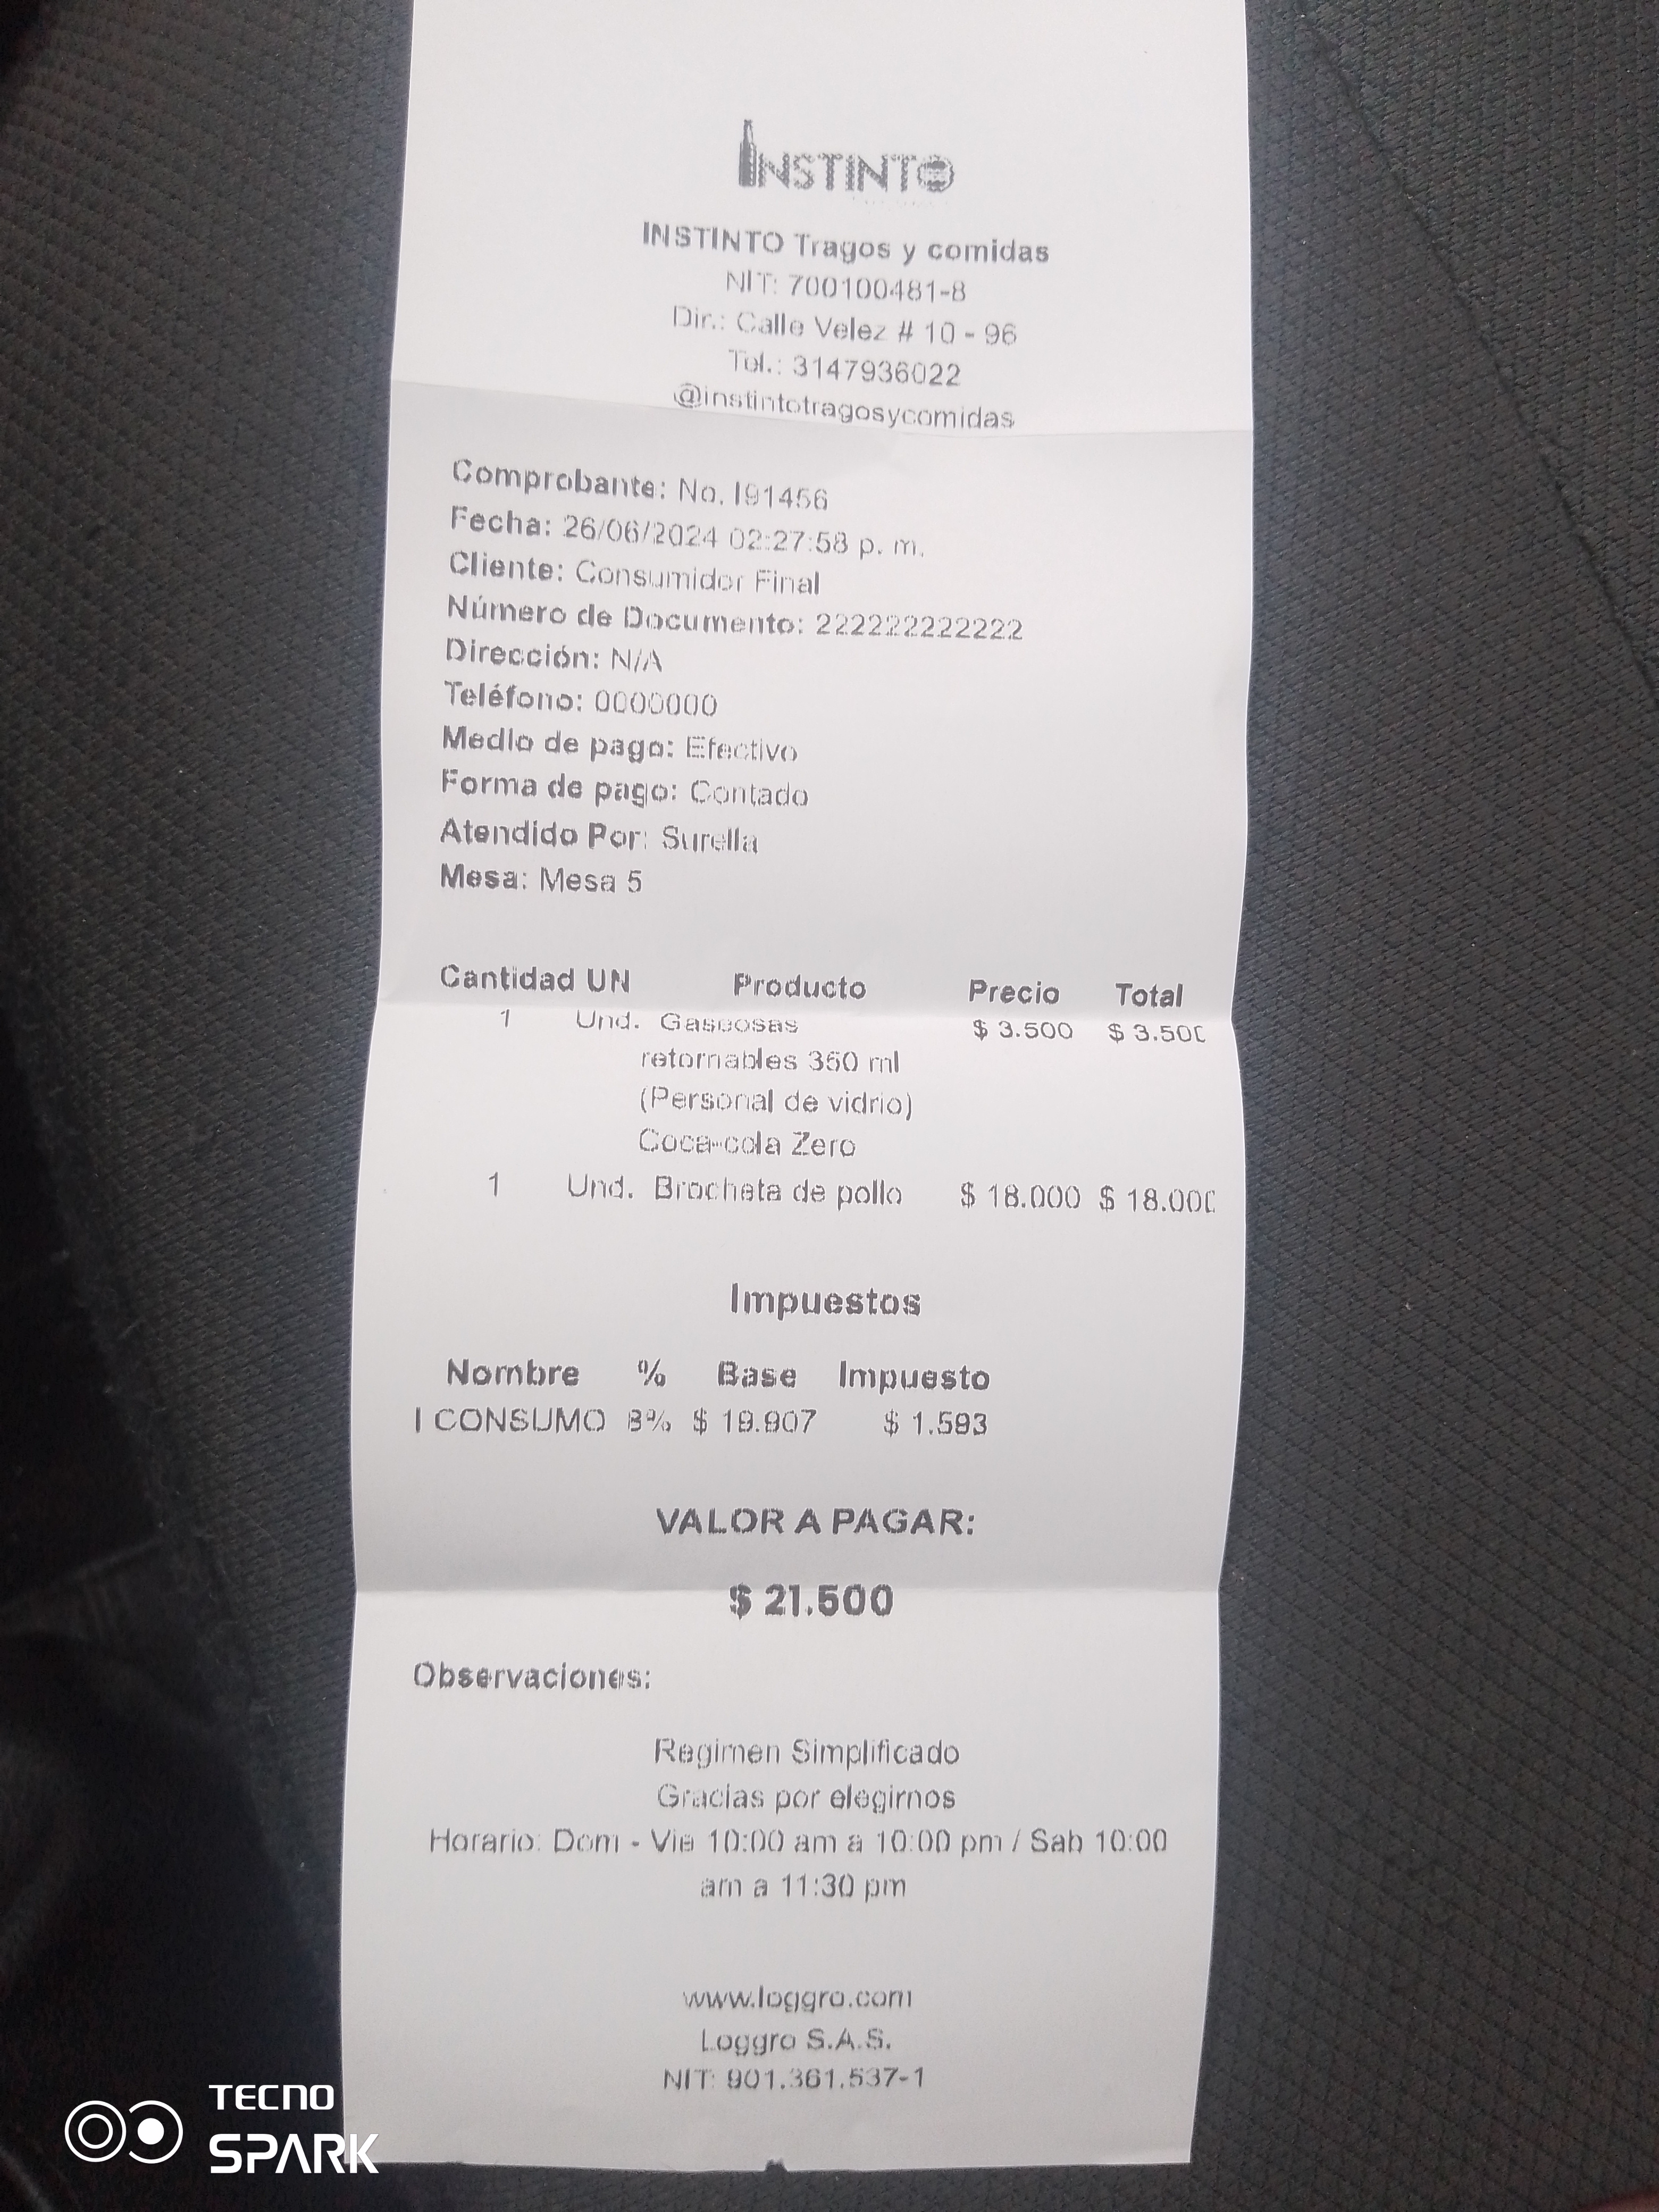 INSTINTO
INSTINTO Tragos y comidas
NIT: 700100481-8
Dir.: Calle Velez # 10 - 96
Tel.: 3147936022
@instintotragosycomidas
Comprobante: No. I91456
Fecha: 26/06/2024 02:27:58 p. m.
Cliente: Consumidor Final
Número de Documento: 222222222222
Dirección: N/A
Teléfono: 0000000
Medio de pago: Efectivo
Forma de pago: Contado
Atendido Por: Surella
Mesa: Mesa 5
Cantidad UN Producto Precio Total
1 Und. Gaseosas $ 3.500 $ 3.500
retornables 350 ml
(Personal de vidrio)
Coca-cola Zero
1 Und. Brocheta de pollo $ 18.000 $ 18.000
Impuestos
Nombre % Base Impuesto
I CONSUMO 8% $ 19.907 $ 1.593
VALOR A PAGAR:
$ 21.500
Observaciones:
Regimen Simplificado
Gracias por elegirnos
Horario: Dom - Vie 10:00 am a 10:00 pm / Sab 10:00
am a 11:30 pm
www.loggro.com
Loggro S.A.S.
NIT: 901.361.537-1
TECNO
SPARK